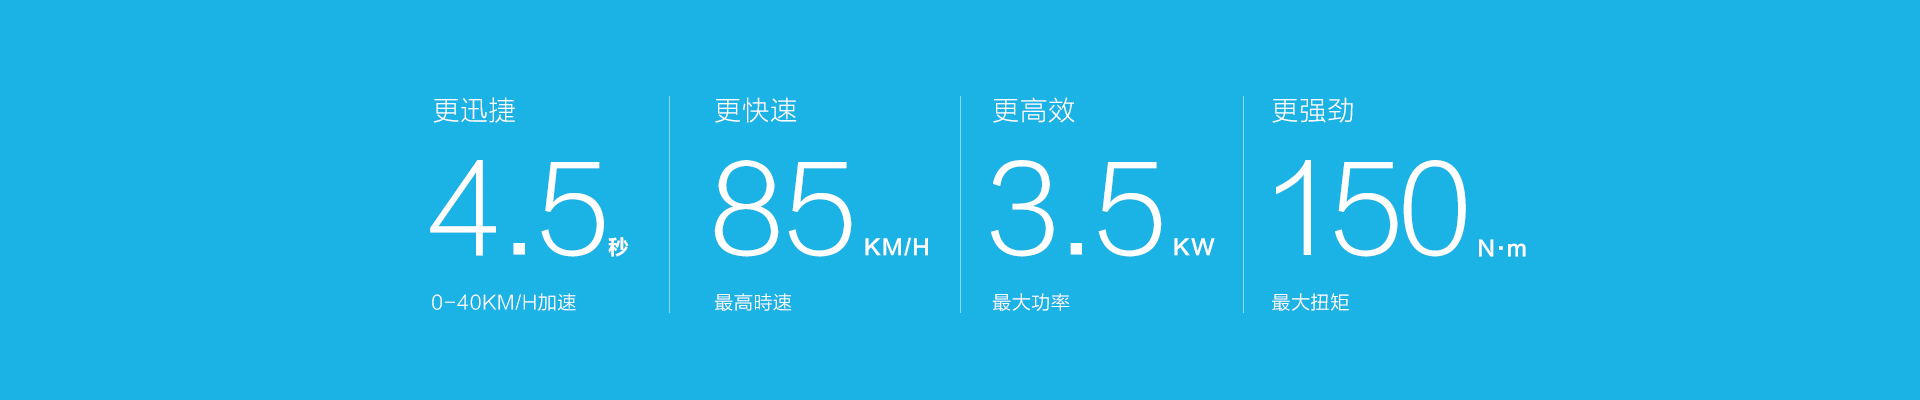 更迅捷
4.5秒
0-40KM/H加速
更快速
85KM/H
最高時速
更高效
3.5KW
最大功率
更强劲
150N·m
最大扭矩